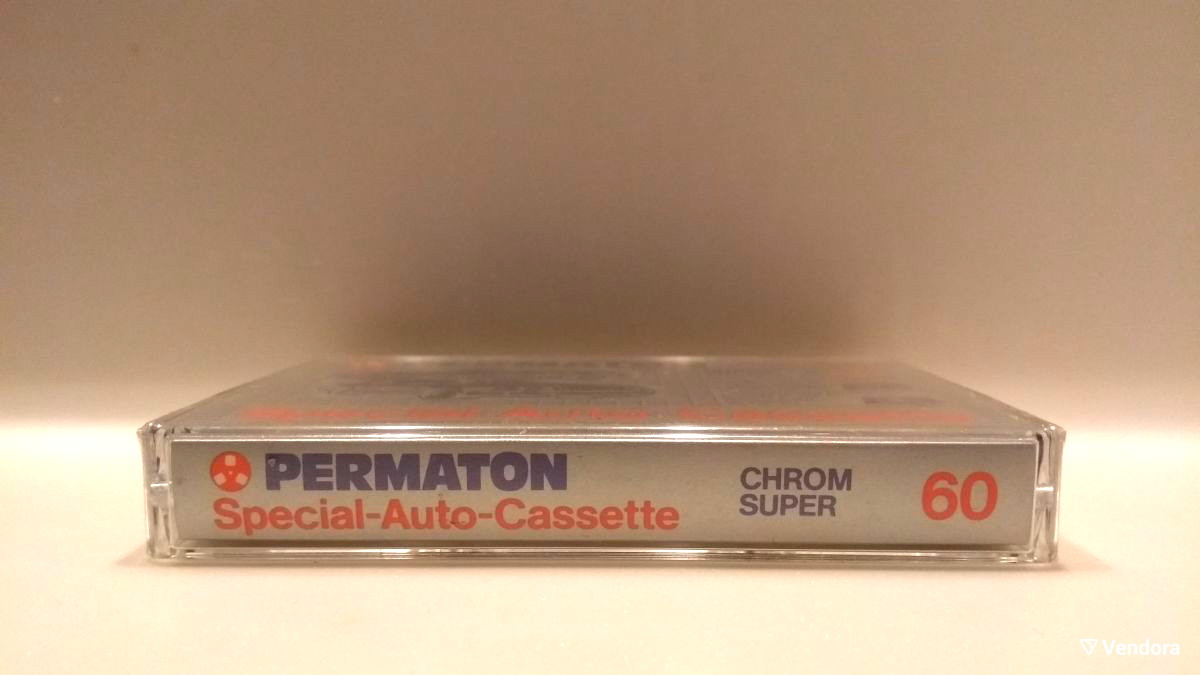 PERMATON
Special-Auto-Cassette
CHROM
SUPER
60
Vendora